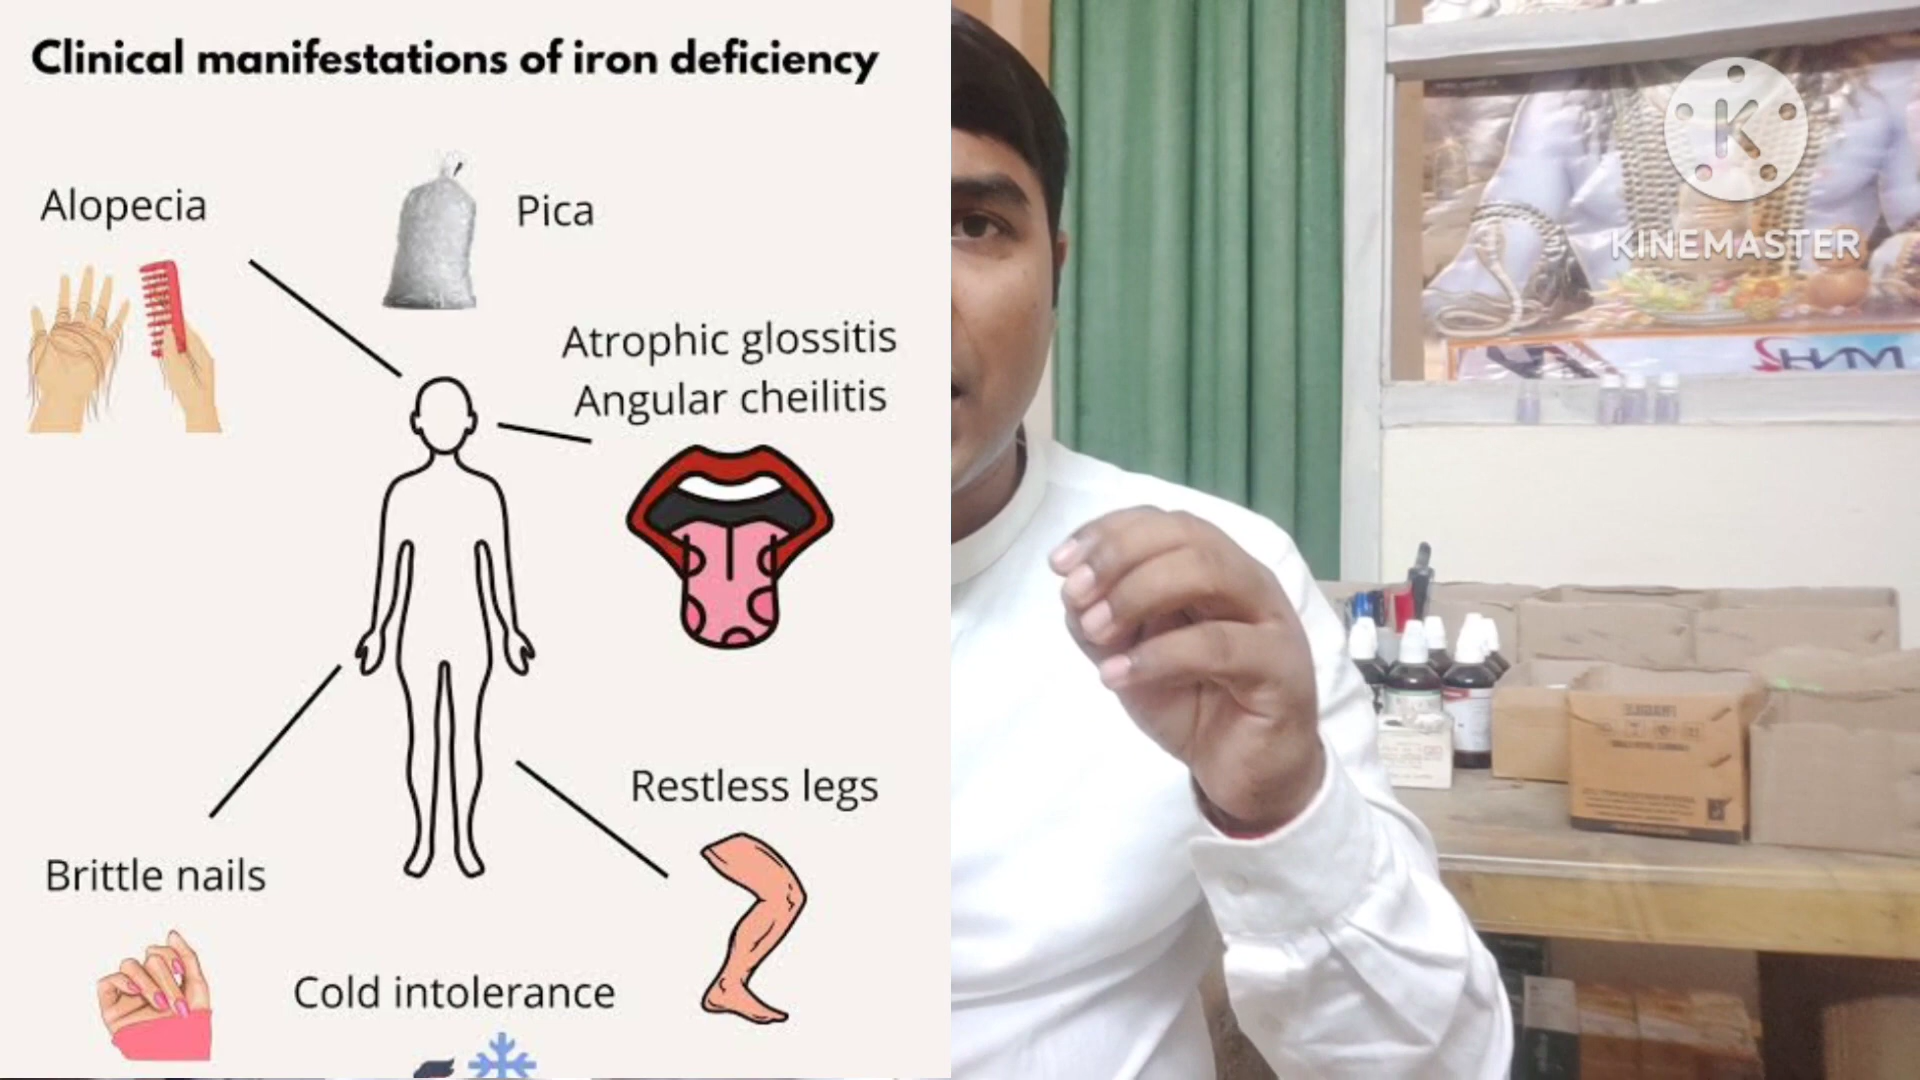 Clinical manifestations of iron deficiency
Alopecia
Pica
Atrophic glossitis
Angular cheilitis
Restless legs
Brittle nails
Cold intolerance
K
KINEMASTER